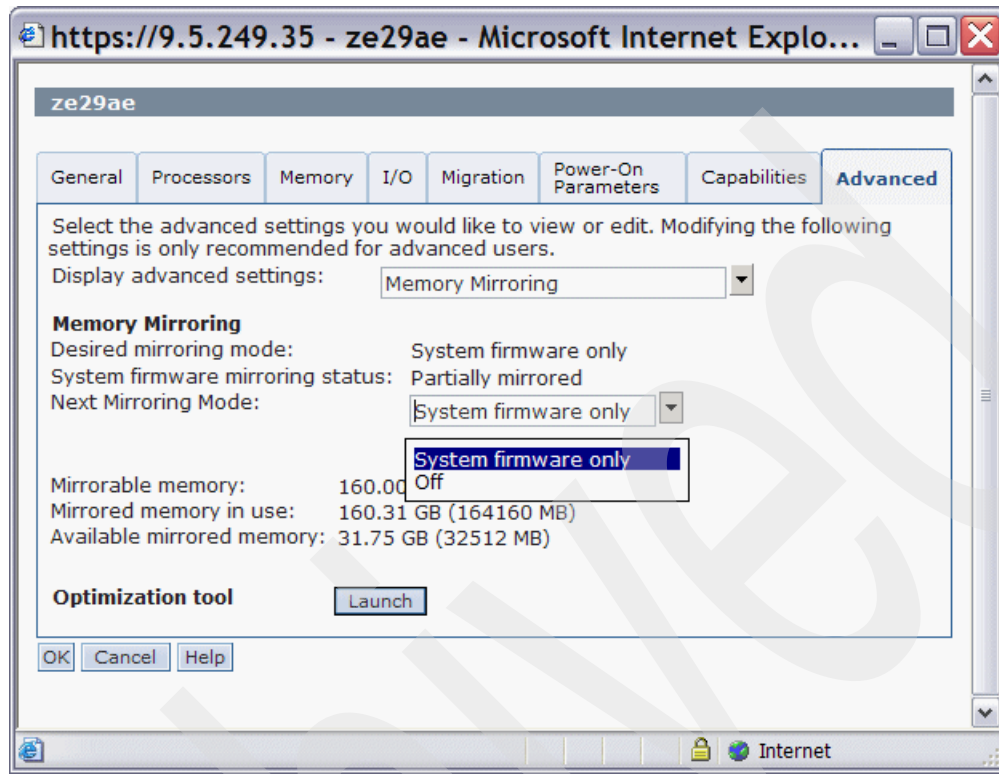 https://9.5.249.35 - ze29ae - Microsoft Internet Explo...
ze29ae
General Processors Memory I/O Migration Power-On Parameters Capabilities Advanced
Select the advanced settings you would like to view or edit. Modifying the following
settings is only recommended for advanced users.
Display advanced settings: Memory Mirroring
Memory Mirroring
Desired mirroring mode: System firmware only
System firmware mirroring status: Partially mirrored
Next Mirroring Mode: System firmware only
System firmware only
Off
Mirrorable memory: 160.00
Mirrored memory in use: 160.31 GB (164160 MB)
Available mirrored memory: 31.75 GB (32512 MB)
Optimization tool Launch
OK Cancel Help
Internet